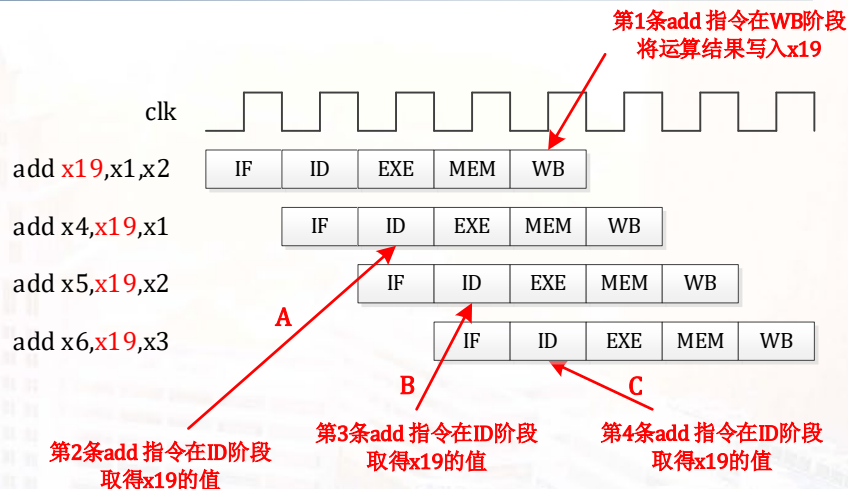 第1条add 指令在WB阶段
将运算结果写入x19
clk
add x19,x1,x2
IF ID EXE MEM WB
add x4,x19,x1
IF ID EXE MEM WB
add x5,x19,x2
IF ID EXE MEM WB
add x6,x19,x3
IF ID EXE MEM WB
A
B
C
第2条add 指令在ID阶段
取得x19的值
第3条add 指令在ID阶段
取得x19的值
第4条add 指令在ID阶段
取得x19的值